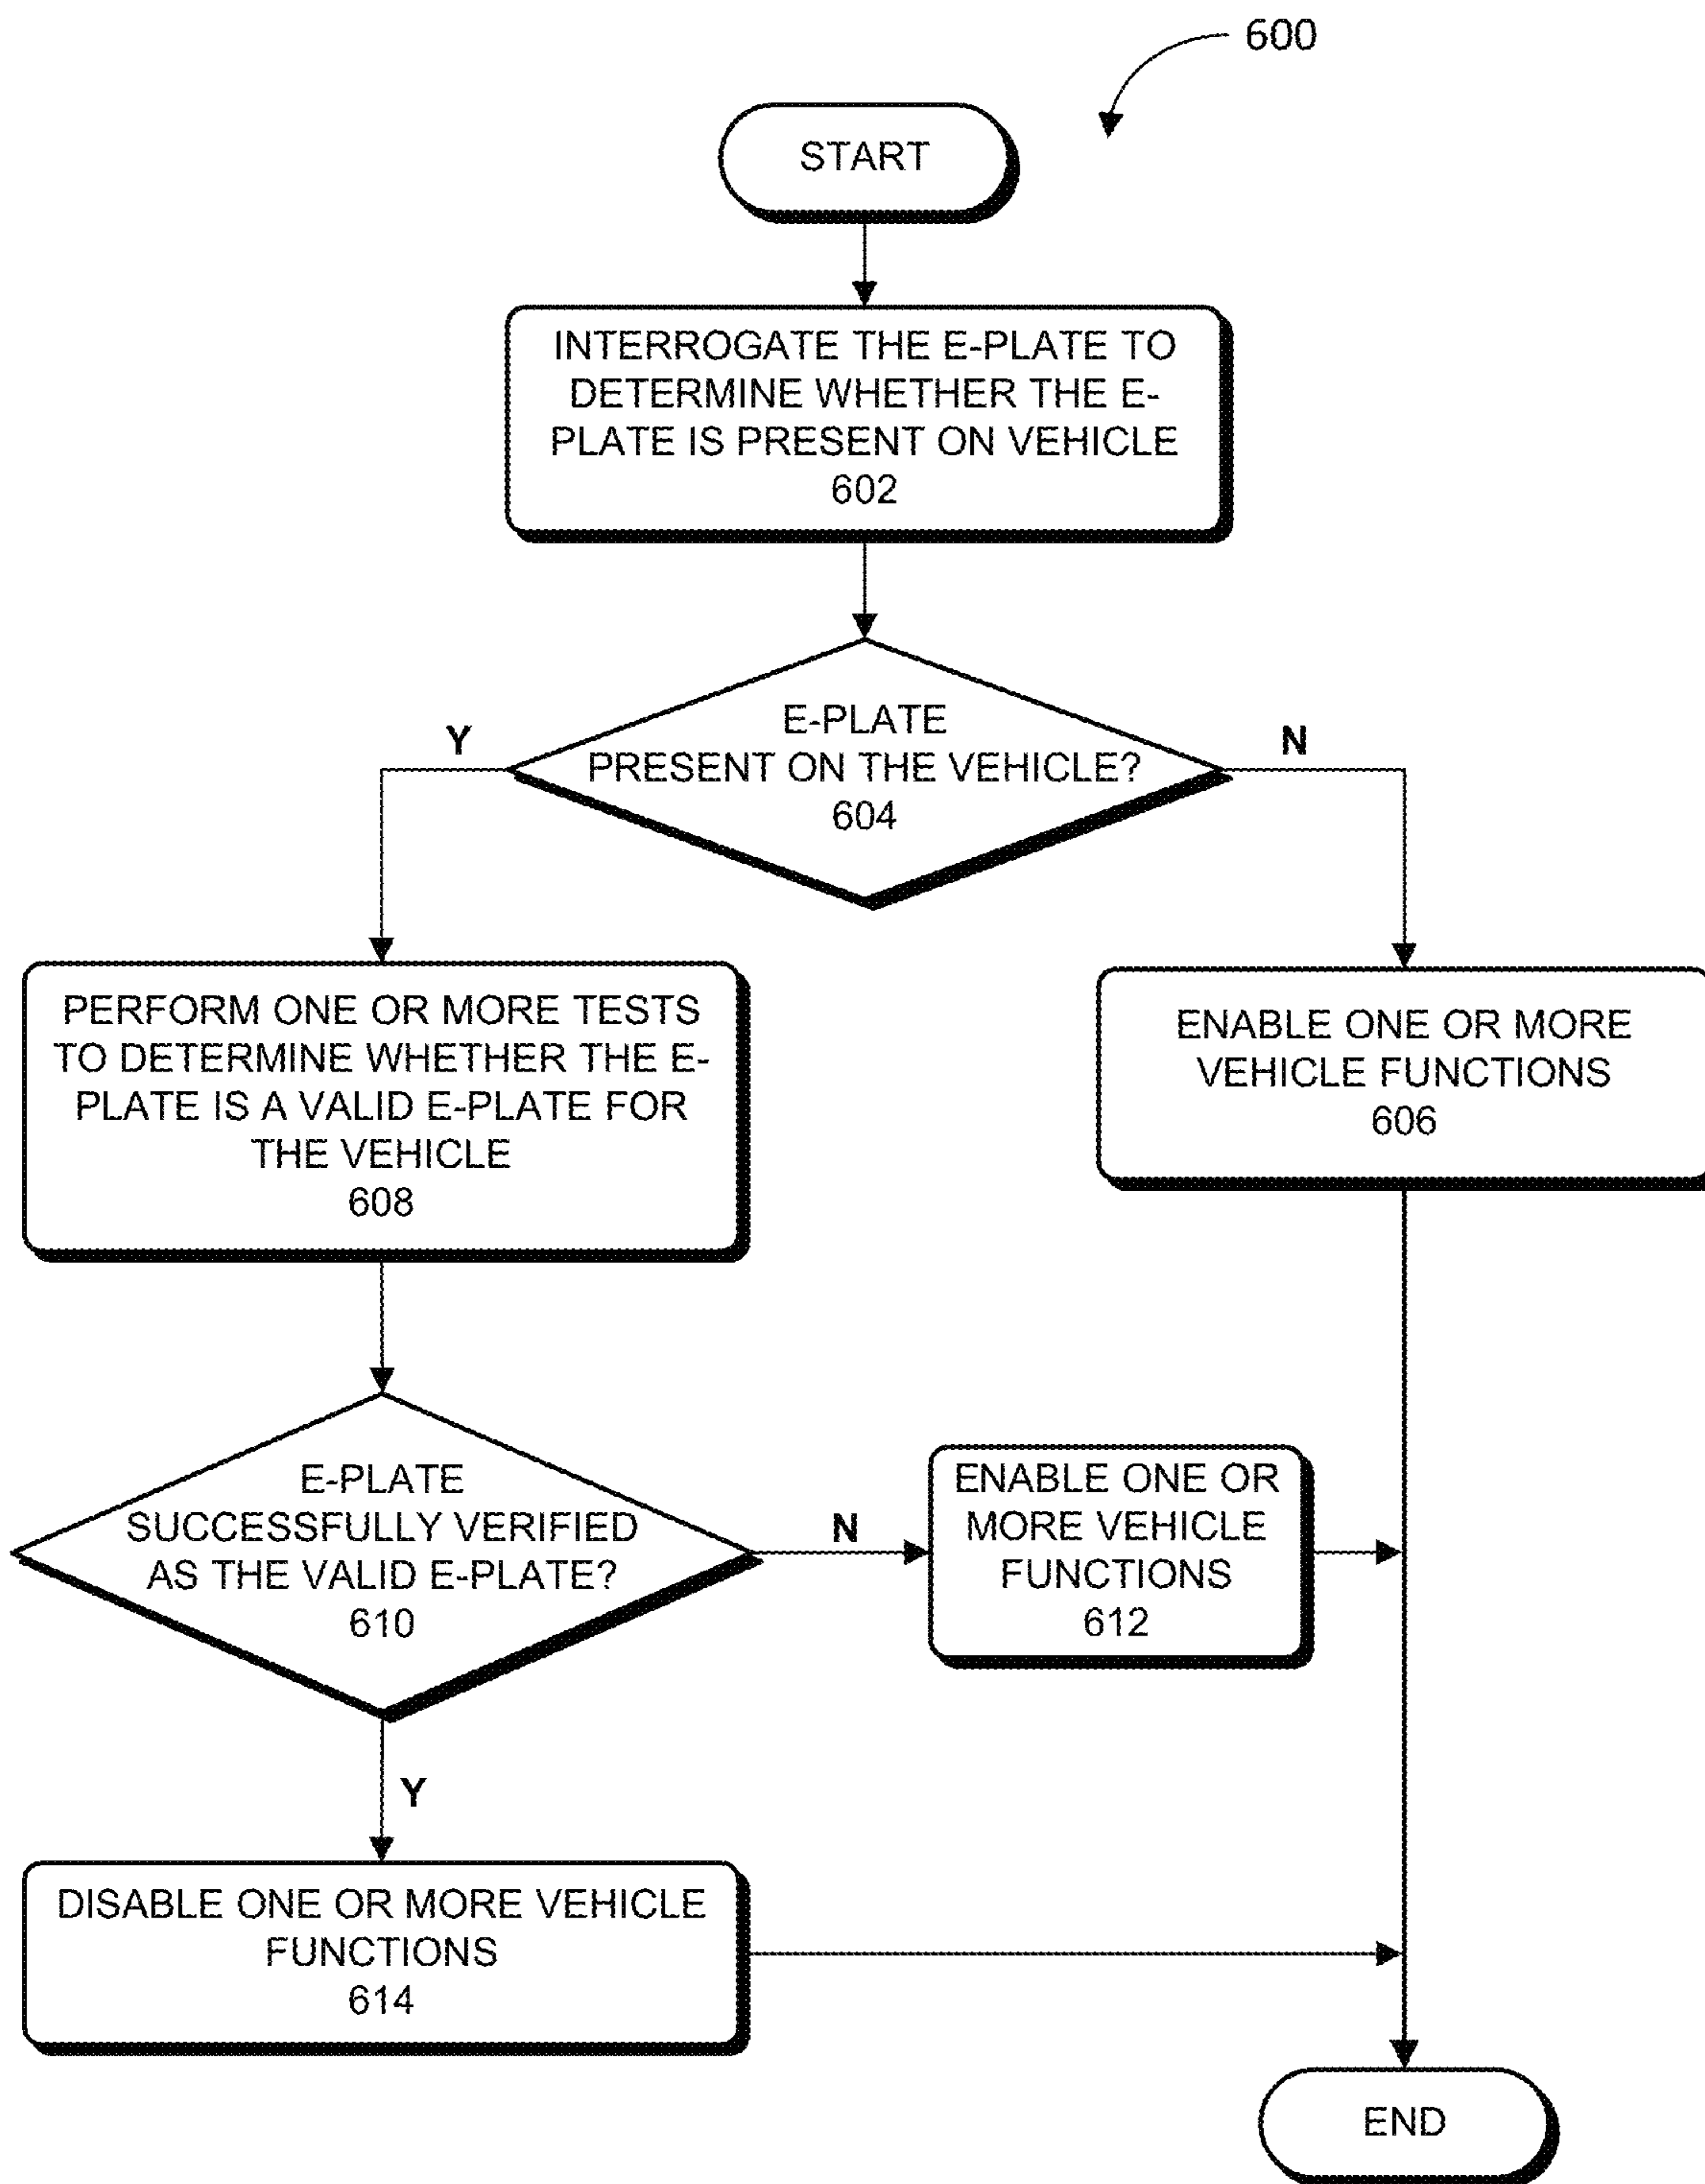 600
START
INTERROGATE THE E-PLATE TO
DETERMINE WHETHER THE E-
PLATE IS PRESENT ON VEHICLE
602
E-PLATE
PRESENT ON THE VEHICLE?
604
Y
N
PERFORM ONE OR MORE TESTS
TO DETERMINE WHETHER THE E-
PLATE IS A VALID E-PLATE FOR
THE VEHICLE
608
ENABLE ONE OR MORE
VEHICLE FUNCTIONS
606
E-PLATE
SUCCESSFULLY VERIFIED
AS THE VALID E-PLATE?
610
N
ENABLE ONE OR
MORE VEHICLE
FUNCTIONS
612
Y
DISABLE ONE OR MORE VEHICLE
FUNCTIONS
614
END